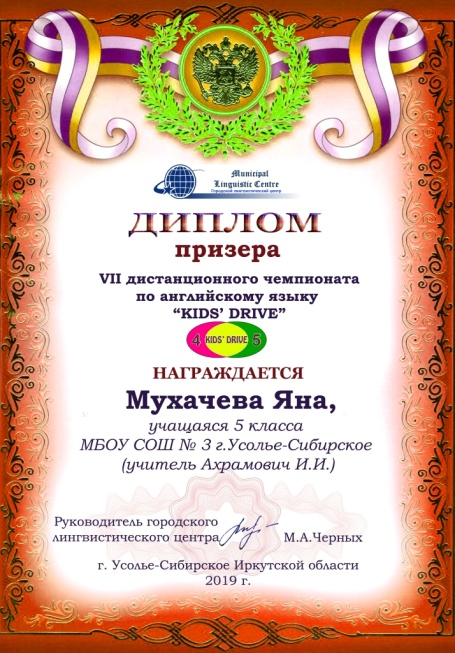 Municipal
Linguistic Centre
Городской лингвистический центр
ДИПЛОМ
призера
VII дистанционного чемпионата
по английскому языку
“KIDS’ DRIVE”
4 KIDS’ DRIVE 5
НАГРАЖДАЕТСЯ
Мухачева Яна,
учащаяся 5 класса
МБОУ СОШ № 3 г.Усолье-Сибирское
(учитель Ахрамович И.И.)
Руководитель городского
лингвистического центра М.А.Черных
г. Усолье-Сибирское Иркутской области
2019 г.